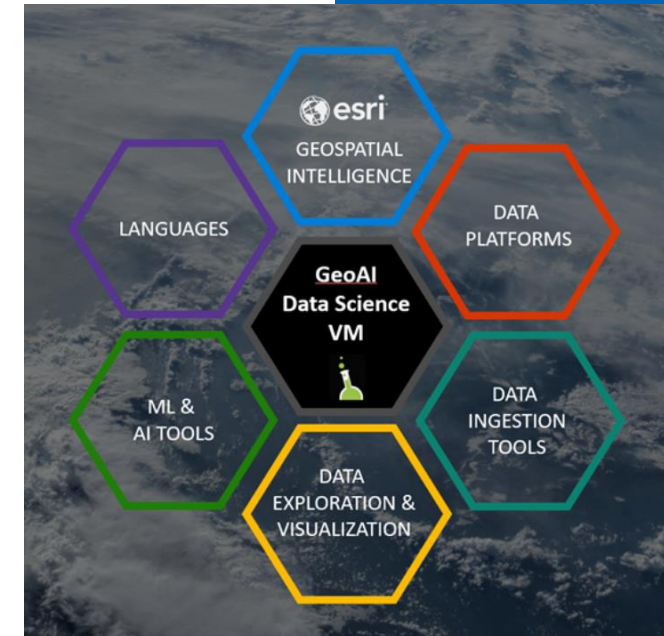 esri
GEOSPATIAL
INTELLIGENCE
LANGUAGES
DATA
PLATFORMS
GeoAI
Data Science
VM
ML &
AI TOOLS
DATA
INGESTION
TOOLS
DATA
EXPLORATION &
VISUALIZATION